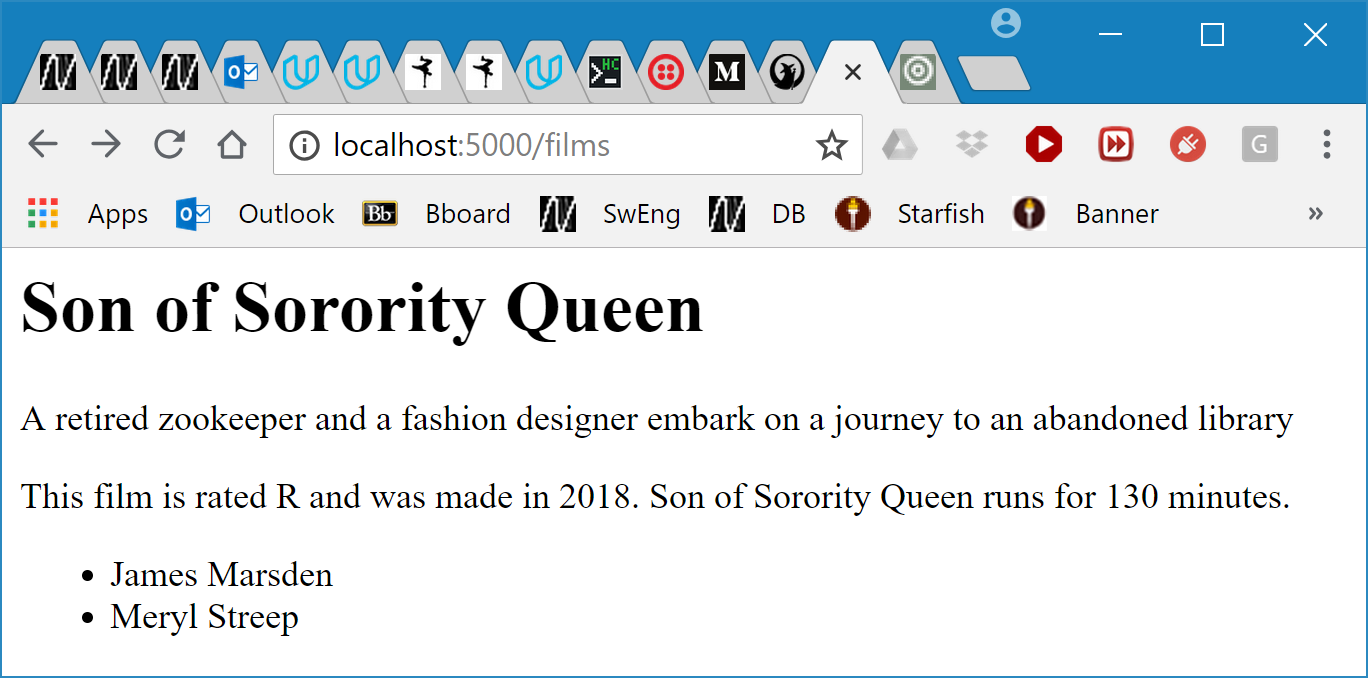 HC
M
localhost:5000/films
G
Apps Outlook Bb Bboard SwEng DB Starfish Banner »
Son of Sorority Queen
A retired zookeeper and a fashion designer embark on a journey to an abandoned library
This film is rated R and was made in 2018. Son of Sorority Queen runs for 130 minutes.
• James Marsden
• Meryl Streep